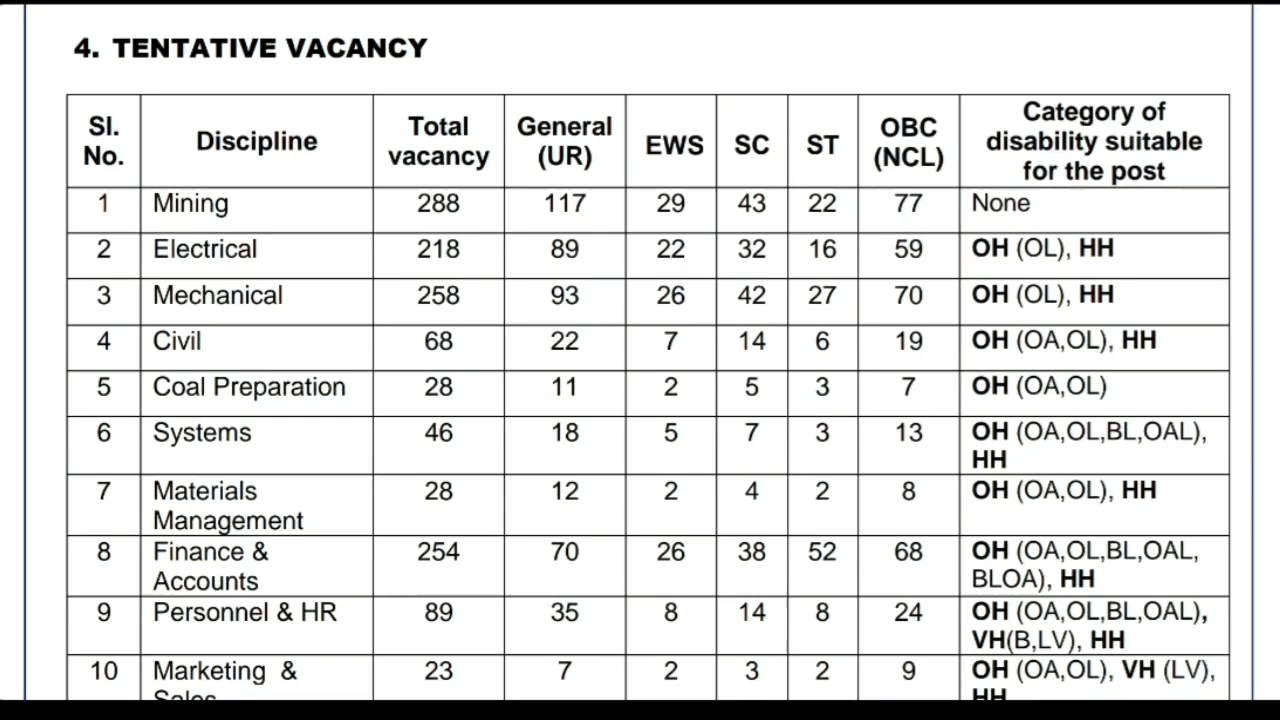 4. TENTATIVE VACANCY
Sl. No. Discipline Total vacancy General (UR) EWS SC ST OBC (NCL) Category of disability suitable for the post
1 Mining 288 117 29 43 22 77 None
2 Electrical 218 89 22 32 16 59 OH (OL), HH
3 Mechanical 258 93 26 42 27 70 OH (OL), HH
4 Civil 68 22 7 14 6 19 OH (OA,OL), HH
5 Coal Preparation 28 11 2 5 3 7 OH (OA,OL)
6 Systems 46 18 5 7 3 13 OH (OA,OL,BL,OAL),
HH
7 Materials 28 12 2 4 2 8 OH (OA,OL), HH
Management
8 Finance & 254 70 26 38 52 68 OH (OA,OL,BL,OAL,
Accounts BLOA), HH
9 Personnel & HR 89 35 8 14 8 24 OH (OA,OL,BL,OAL),
VH(B,LV), HH
10 Marketing & 23 7 2 3 2 9 OH (OA,OL), VH (LV),
Sales HH